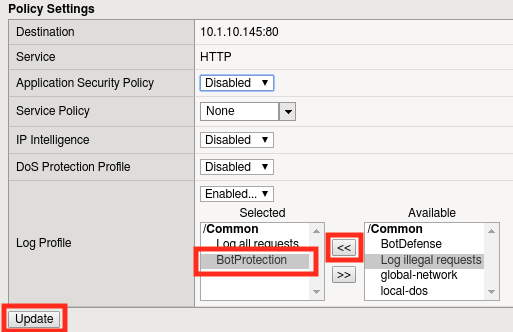 Policy Settings
Destination 10.1.10.145:80
Service HTTP
Application Security Policy Disabled
Service Policy None
IP Intelligence Disabled
DoS Protection Profile Disabled
Log Profile Enabled...
Selected Available
/Common /Common
Log all requests << BotDefense
BotProtection Log illegal requests
>> global-network
local-dos
Update